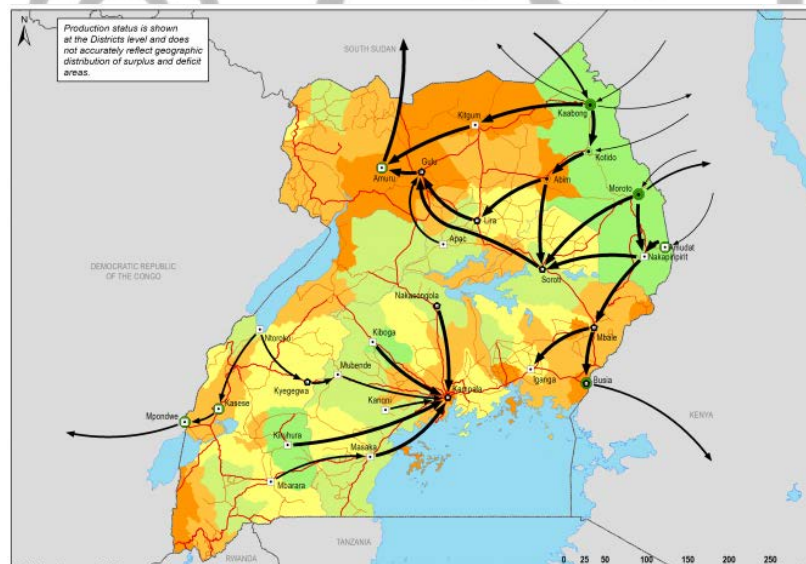 N
Production status is shown
at the Districts level and does
not accurately reflect geographic
distribution of surplus and deficit
areas.
SOUTH SUDAN
Kaabong
Kitgum
Kotido
Gulu
Amuru
Abim
Moroto
Lira
Apac
Amudat
Nakapiripirit
Soroti
DEMOCRATIC REPUBLIC
OF THE CONGO
Nakasongola
Ntoroko
Kiboga
Mbale
Mubende
Iganga
Busia
Kyegegwa
Kampala
Kasese
Kanoni
Mpondwe
KENYA
Kiruhura
Masaka
Mbarara
TANZANIA
RWANDA
0 25 50 100 150 200 250